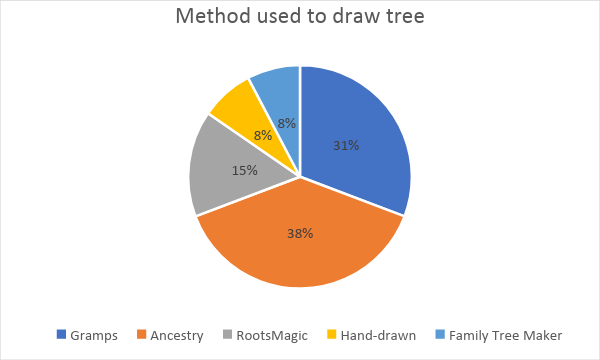 Method used to draw tree
8%
8%
31%
15%
38%
Gramps Ancestry RootsMagic Hand-drawn Family Tree Maker